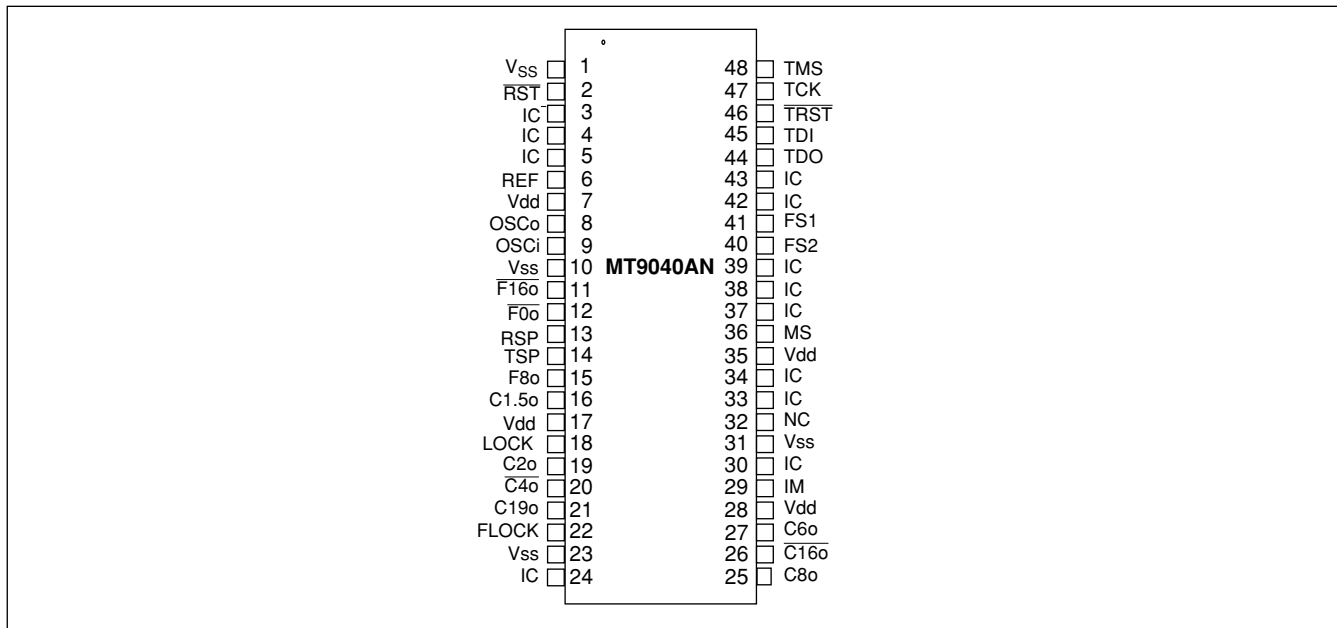 VSS 1 48 TMS
RST 2 47 TCK
IC 3 46 TRST
IC 4 45 TDI
IC 5 44 TDO
REF 6 43 IC
Vdd 7 42 IC
OSCo 8 41 FS1
OSCi 9 40 FS2
Vss 10 MT9040AN 39 IC
F16o 11 38 IC
F0o 12 37 IC
RSP 13 36 MS
TSP 14 35 Vdd
F8o 15 34 IC
C1.5o 16 33 IC
Vdd 17 32 NC
LOCK 18 31 Vss
C2o 19 30 IC
C4o 20 29 IM
C19o 21 28 Vdd
FLOCK 22 27 C6o
Vss 23 26 C16o
IC 24 25 C8o